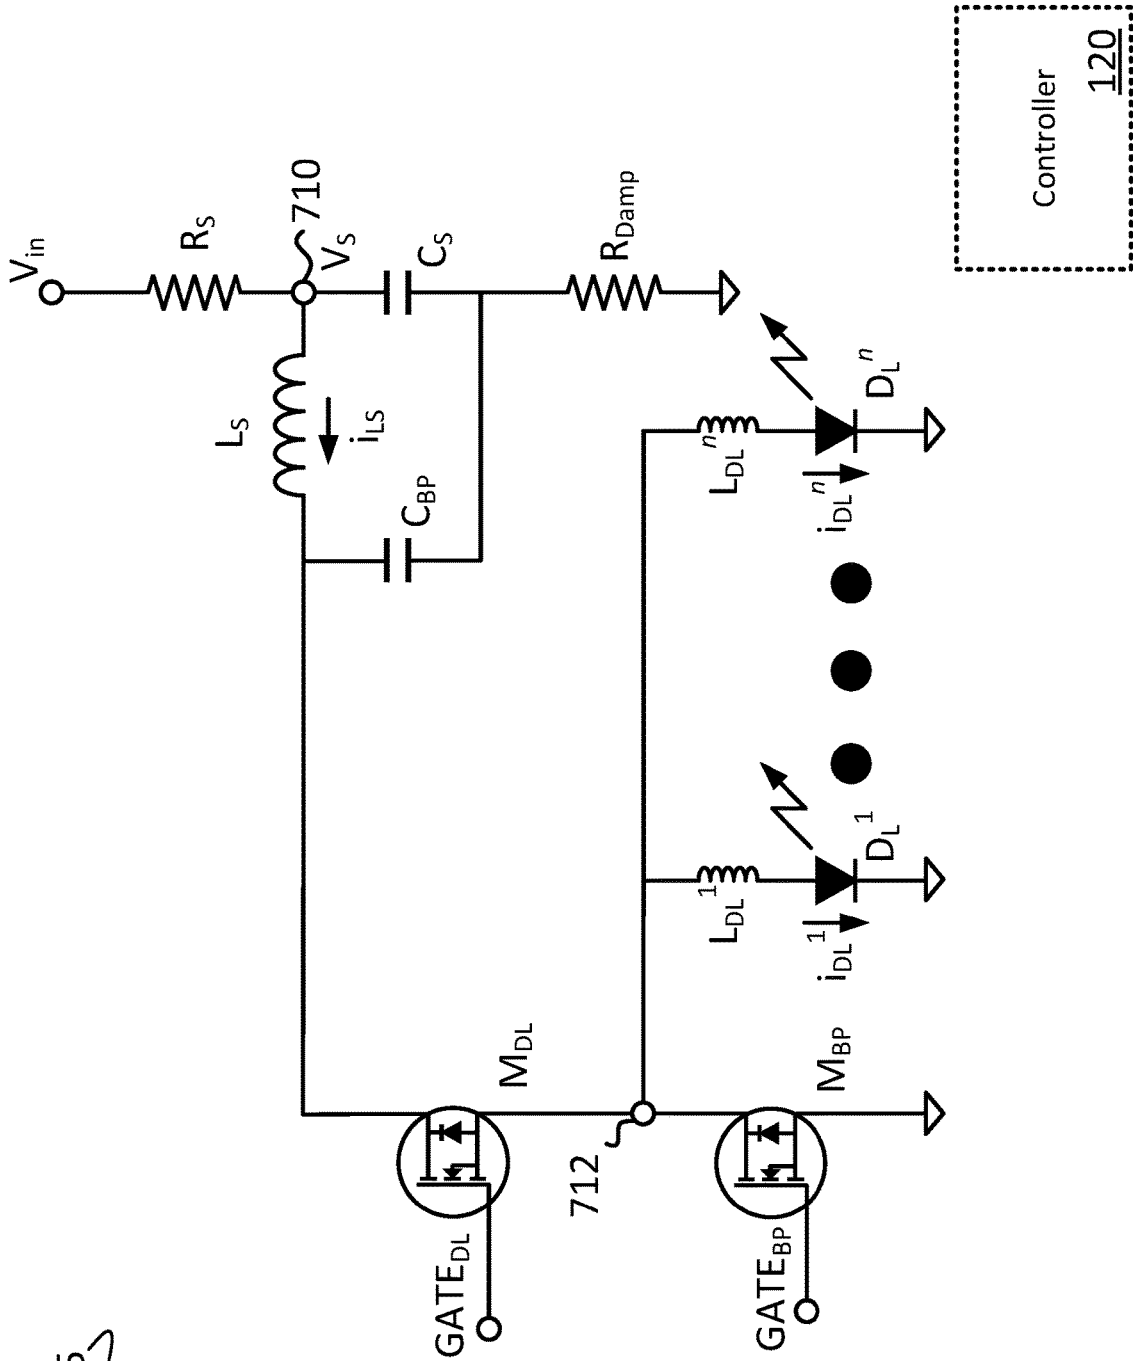 Vin
RS
710
VS
CS
RDamp
LS
iLS
CBP
Controller
120
LDLn
iDLn
DLn
LDL1
iDL1
DL1
MDL
712
MBP
GATEDL
GATEBP